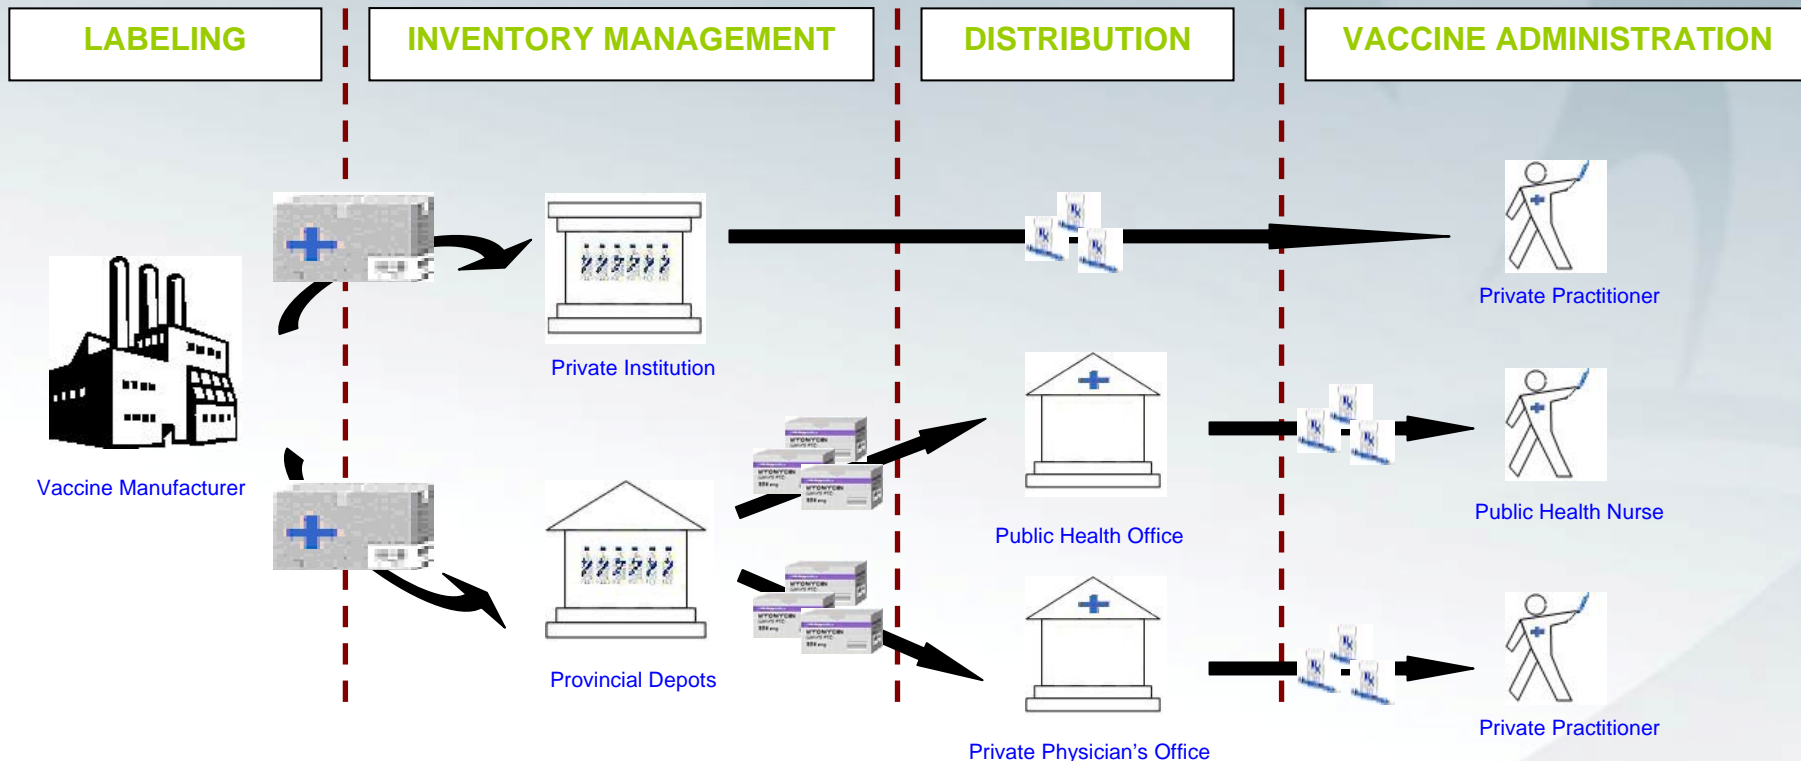 LABELING
INVENTORY MANAGEMENT
DISTRIBUTION
VACCINE ADMINISTRATION
Private Practitioner
Private Institution
Vaccine Manufacturer
Public Health Office
Public Health Nurse
Provincial Depots
Private Physician's Office
Private Practitioner